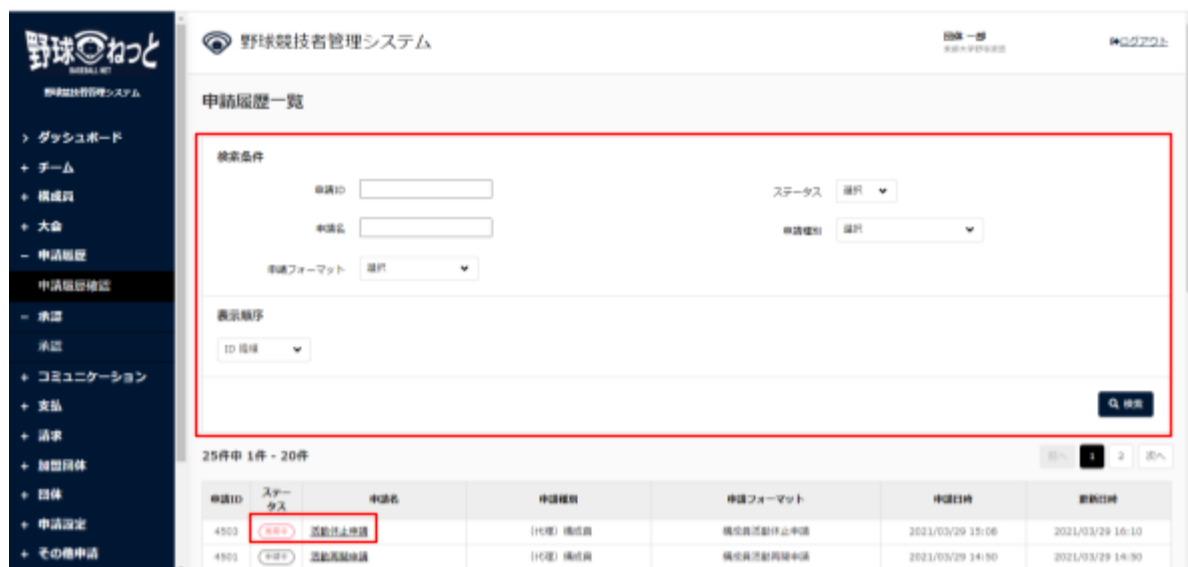 野球ねっと
BASEBALL NET
野球競技者管理システム
野球競技者管理システム
団体 一郎
ログアウト
申請履歴一覧
> ダッシュボード
+ チーム
+ 構成員
+ 大会
− 申請履歴
申請履歴確認
− 承認
承認
+ コミュニケーション
+ 支払
+ 請求
+ 加盟団体
+ 団体
+ 申請設定
+ その他申請
検索条件
申請ID
ステータス 選択
申請名
申請種別 選択
申請フォーマット 選択
表示順序
ID 降順
検索
25件中 1件 - 20件
前へ 1 2 次へ
申請ID ステータス 申請名 申請種別 申請フォーマット 申請日時 更新日時
4503 活動休止申請 (代理) 構成員 構成員活動休止申請 2021/03/29 15:06 2021/03/29 16:10
4501 申請中 活動再開申請 (代理) 構成員 構成員活動再開申請 2021/03/29 14:50 2021/03/29 14:50